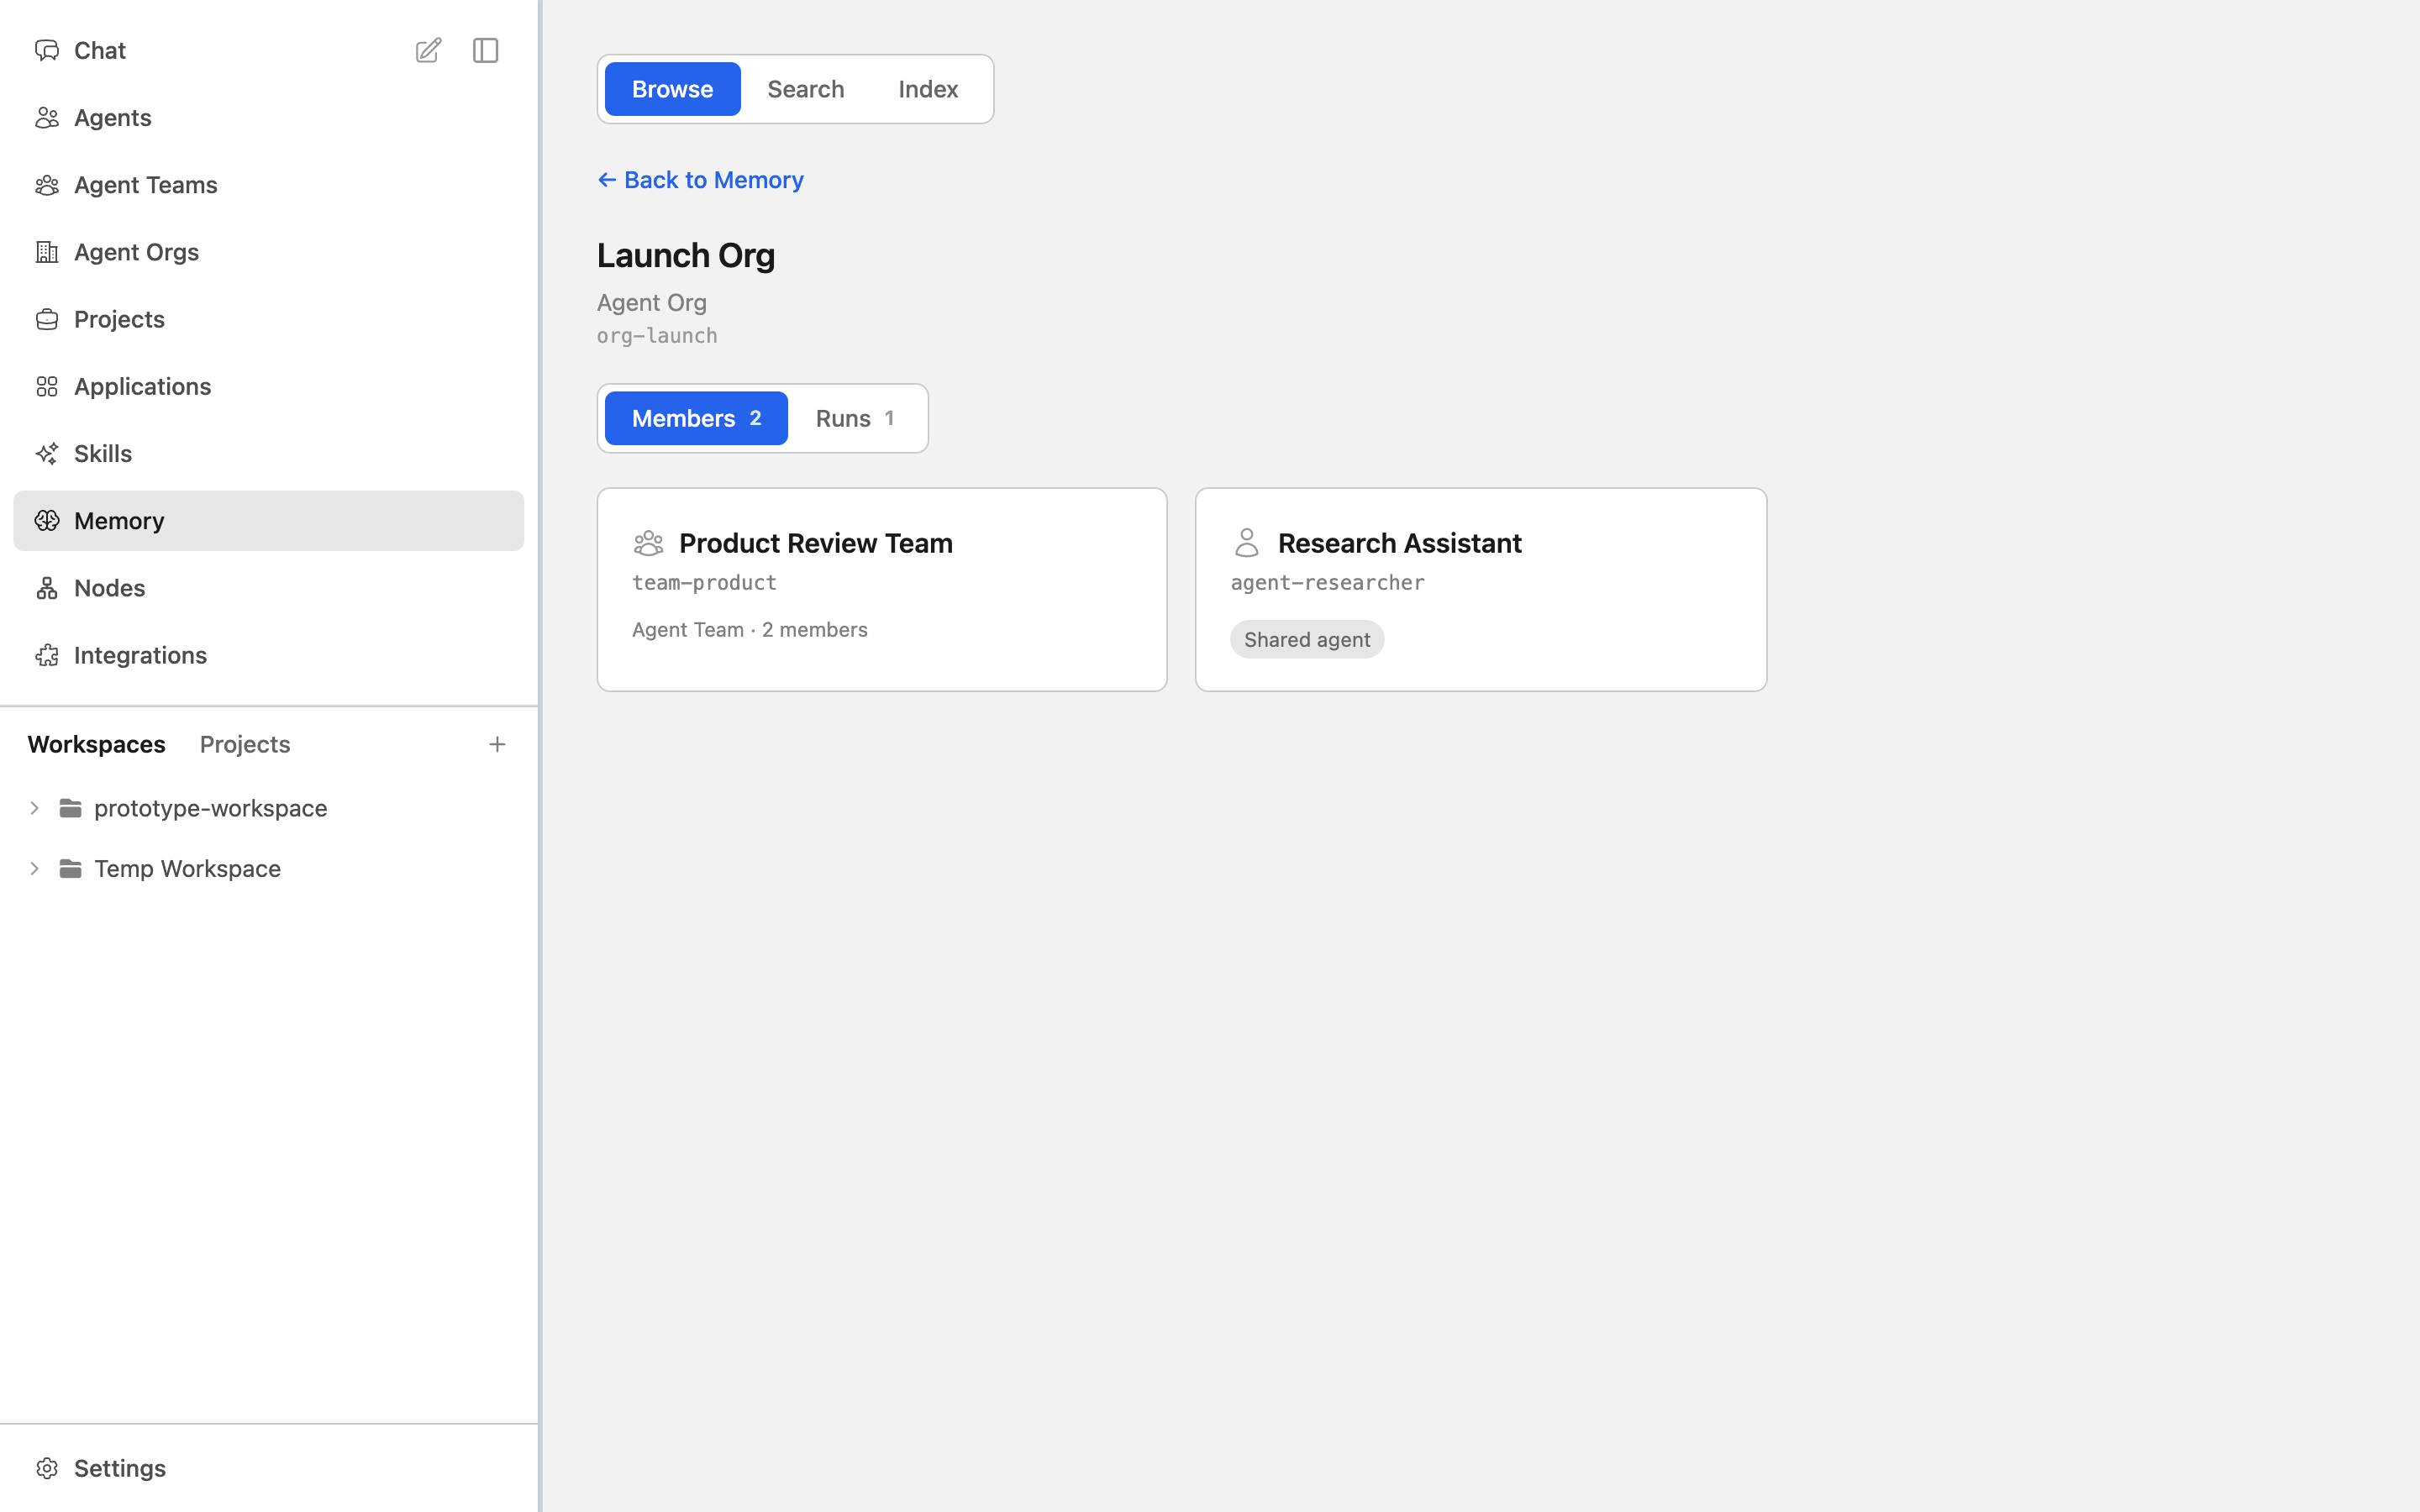 Chat
Agents
Agent Teams
Agent Orgs
Projects
Applications
Skills
Memory
Nodes
Integrations
Workspaces Projects
prototype-workspace
Temp Workspace
Settings
Browse Search Index
← Back to Memory
Launch Org
Agent Org
org-launch
Members 2 Runs 1
Product Review Team
team-product
Agent Team · 2 members
Research Assistant
agent-researcher
Shared agent